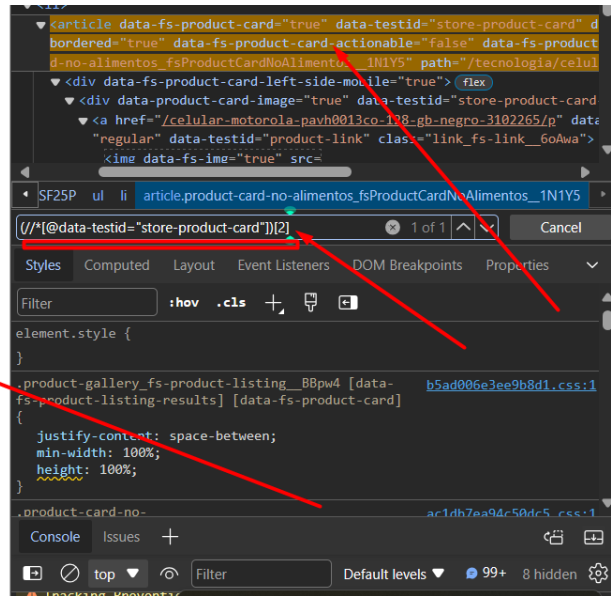 <article data-fs-product-card="true" data-testid="store-product-card" d
bordered="true" data-fs-product-card-actionable="false" data-fs-product
d-no-alimentos_fsProductCardNoAlimentos__1N1Y5" path="/tecnologia/celul
<div data-fs-product-card-left-side-mobile="true"> flex
<div data-fs-product-card-image="true" data-testid="store-product-card
<a href="/celular-motorola-pavh0013co-128-gb-negro-3102265/p" data
"regular" data-testid="product-link" class="link_fs-link__6oAwa">
<img data-fs-img="true" src=
SF25P ul li article.product-card-no-alimentos_fsProductCardNoAlimentos__1N1Y5
(//*[@data-testid="store-product-card"])[2] 1 of 1 Cancel
Styles Computed Layout Event Listeners DOM Breakpoints Properties
Filter :hov .cls
element.style {
}
.product-gallery_fs-product-listing__BBpw4 [data- b5ad006e3ee9b8d1.css:1
fs-product-listing-results] [data-fs-product-card]
{
justify-content: space-between;
min-width: 100%;
height: 100%;
}
.product-card-no- ac1db7ea94c50dc5.css:1
Console Issues
top Filter Default levels 99+ 8 hidden